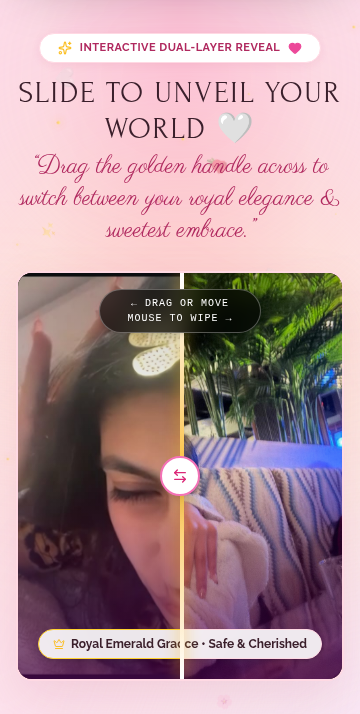 INTERACTIVE DUAL-LAYER REVEAL
SLIDE TO UNVEIL YOUR
WORLD 🤍
“Drag the golden handle across to
switch between your royal elegance &
sweetest embrace.”
← DRAG OR MOVE
MOUSE TO WIPE →
Royal Emerald Grace • Safe & Cherished